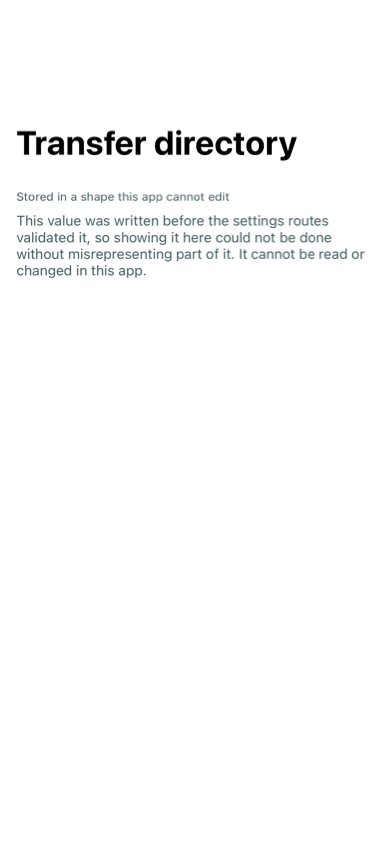 Transfer directory
Stored in a shape this app cannot edit
This value was written before the settings routes
validated it, so showing it here could not be done
without misrepresenting part of it. It cannot be read or
changed in this app.